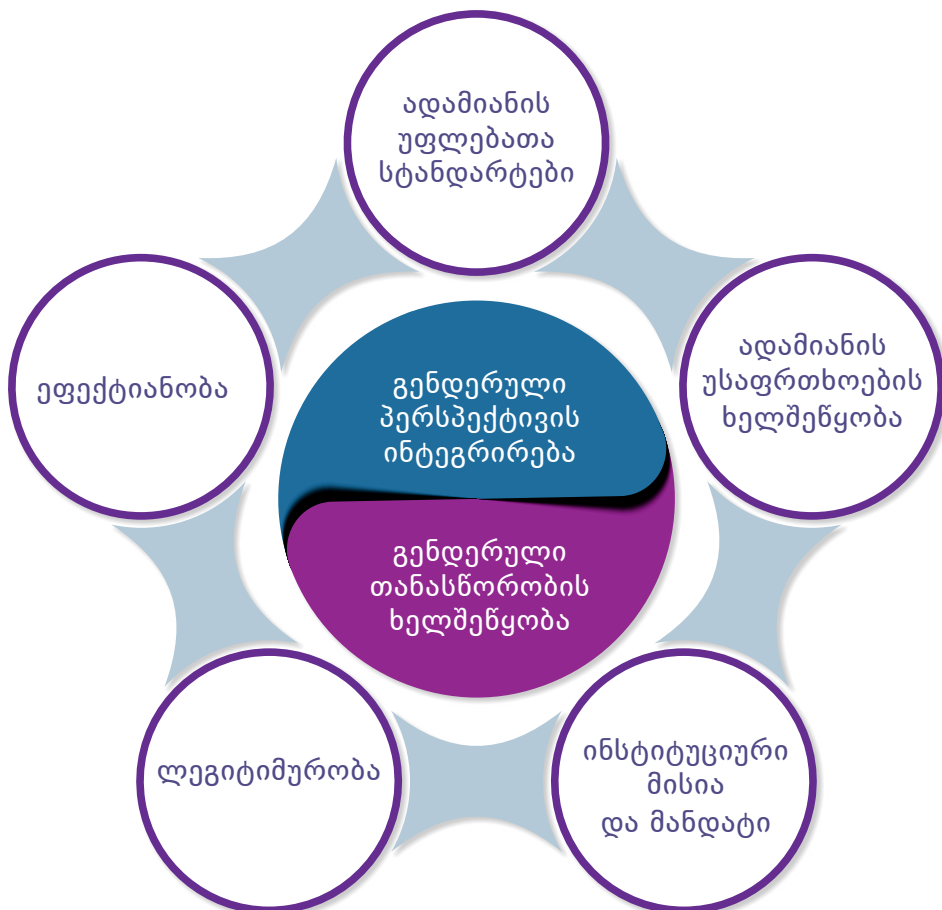 ადამიანის
უფლებათა
სტანდარტები
ეფექტიანობა
ადამიანის
უსაფრთხოების
ხელშეწყობა
გენდერული
პერსპექტივის
ინტეგრირება
გენდერული
თანასწორობის
ხელშეწყობა
ლეგიტიმურობა
ინსტიტუციური
მისია
და მანდატი